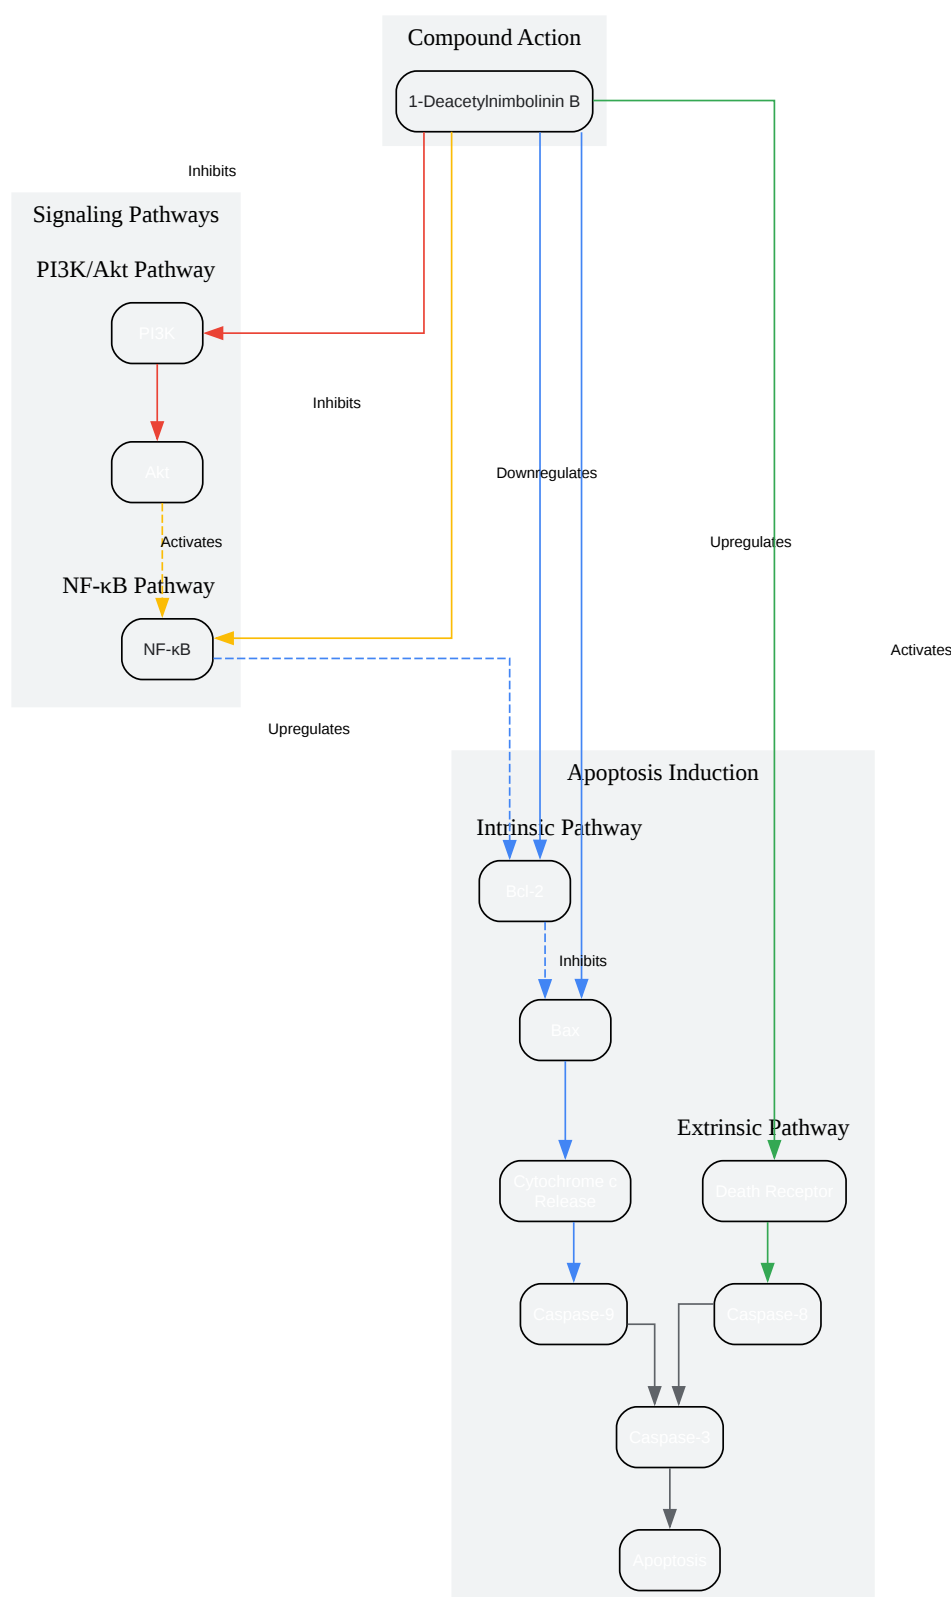 Compound Action
1-Deacetylnimbolinin B
Inhibits
Signaling Pathways
PI3K/Akt Pathway
PI3K
Inhibits
Akt
Downregulates
Activates
Upregulates
NF-κB Pathway
NF-κB
Activates
Upregulates
Apoptosis Induction
Intrinsic Pathway
Bcl-2
Inhibits
Bax
Extrinsic Pathway
Cytochrome c
Release
Death Receptor
Caspase-9
Caspase-8
Caspase-3
Apoptosis